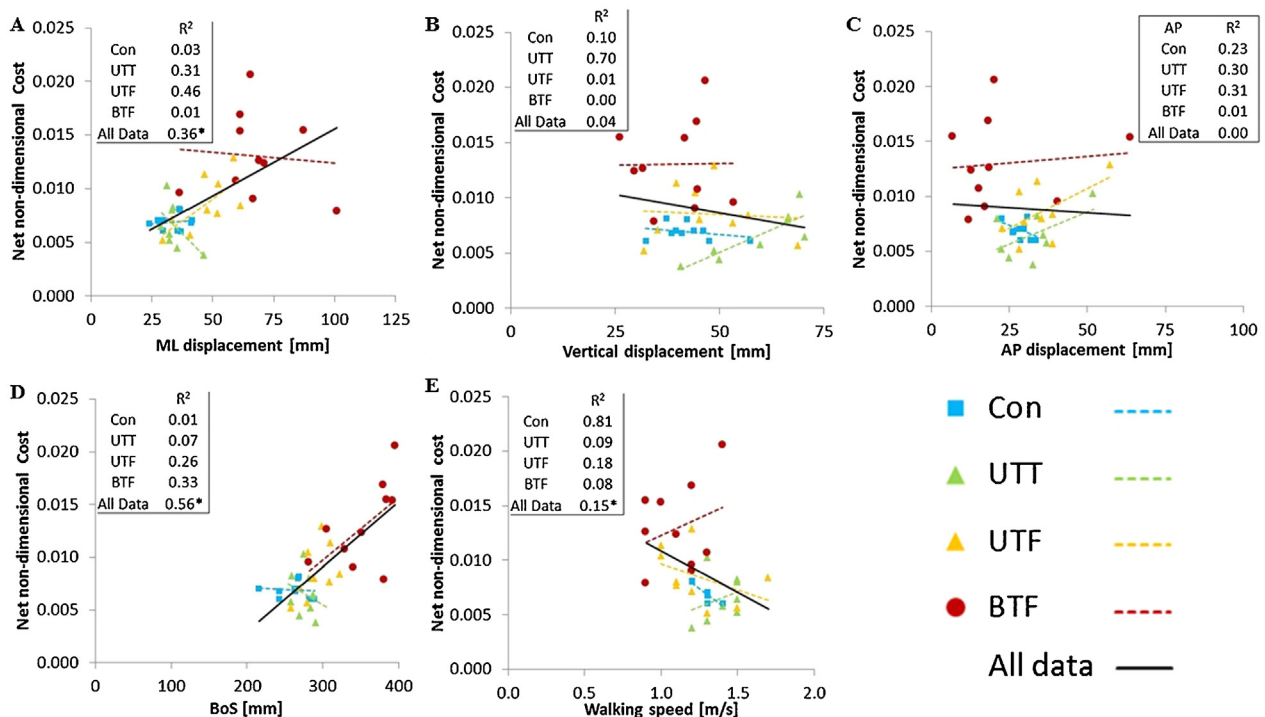 A
R²
Con 0.03
UTT 0.31
UTF 0.46
BTF 0.01
All Data 0.36*
Net non-dimensional Cost
0.025
0.020
0.015
0.010
0.005
0.000
0 25 50 75 100 125
ML displacement [mm]
B
R²
Con 0.10
UTT 0.70
UTF 0.01
BTF 0.00
All Data 0.04
Net non-dimensional Cost
0.025
0.020
0.015
0.010
0.005
0.000
0 25 50 75
Vertical displacement [mm]
C
AP R²
Con 0.23
UTT 0.30
UTF 0.31
BTF 0.01
All Data 0.00
Net non-dimensional Cost
0.025
0.020
0.015
0.010
0.005
0.000
0 25 50 75 100
AP displacement [mm]
D
R²
Con 0.01
UTT 0.07
UTF 0.26
BTF 0.33
All Data 0.56*
Net non-dimensional Cost
0.025
0.020
0.015
0.010
0.005
0.000
0 100 200 300 400
BoS [mm]
E
R²
Con 0.81
UTT 0.09
UTF 0.18
BTF 0.08
All Data 0.15*
Net non-dimensional cost
0.025
0.020
0.015
0.010
0.005
0.000
0.0 0.5 1.0 1.5 2.0
Walking speed [m/s]
Con
UTT
UTF
BTF
All data